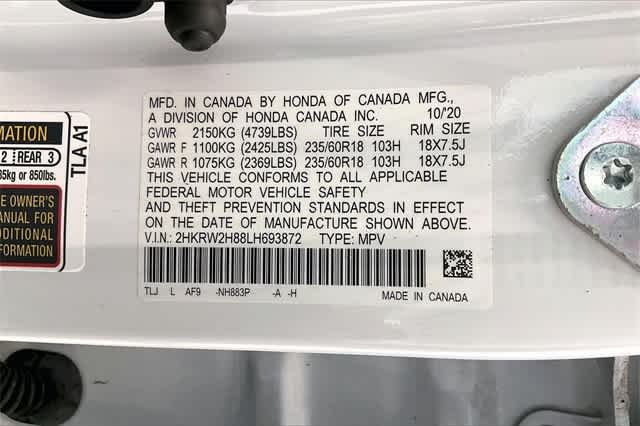 MATION
2 REAR 3
85kg or 850lbs.
E OWNER'S
ANUAL FOR
DDITIONAL
FORMATION
TLA A1
MFD. IN CANADA BY HONDA OF CANADA MFG.,
A DIVISION OF HONDA CANADA INC. 10/20
GVWR 2150KG (4739LBS) TIRE SIZE RIM SIZE
GAWR F 1100KG (2425LBS) 235/60R18 103H 18X7.5J
GAWR R 1075KG (2369LBS) 235/60R18 103H 18X7.5J
THIS VEHICLE CONFORMS TO ALL APPLICABLE
FEDERAL MOTOR VEHICLE SAFETY
AND THEFT PREVENTION STANDARDS IN EFFECT
ON THE DATE OF MANUFACTURE SHOWN ABOVE.
V.I.N.: 2HKRW2H88LH693872 TYPE: MPV
TLJ L AF9 -NH883P -A -H MADE IN CANADA